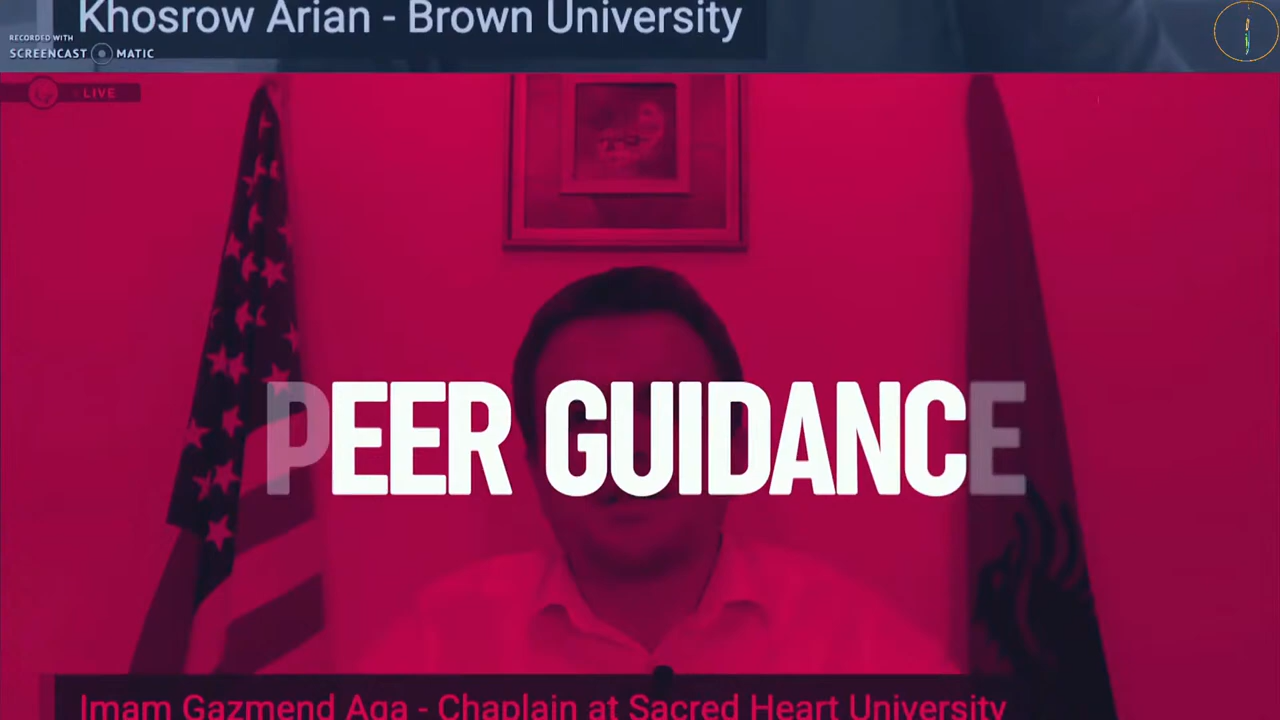 Khosrow Arian - Brown University
RECORDED WITH
SCREENCAST MATIC
LIVE
PEER GUIDANCE
Imam Gazmend Aga - Chaplain at Sacred Heart University